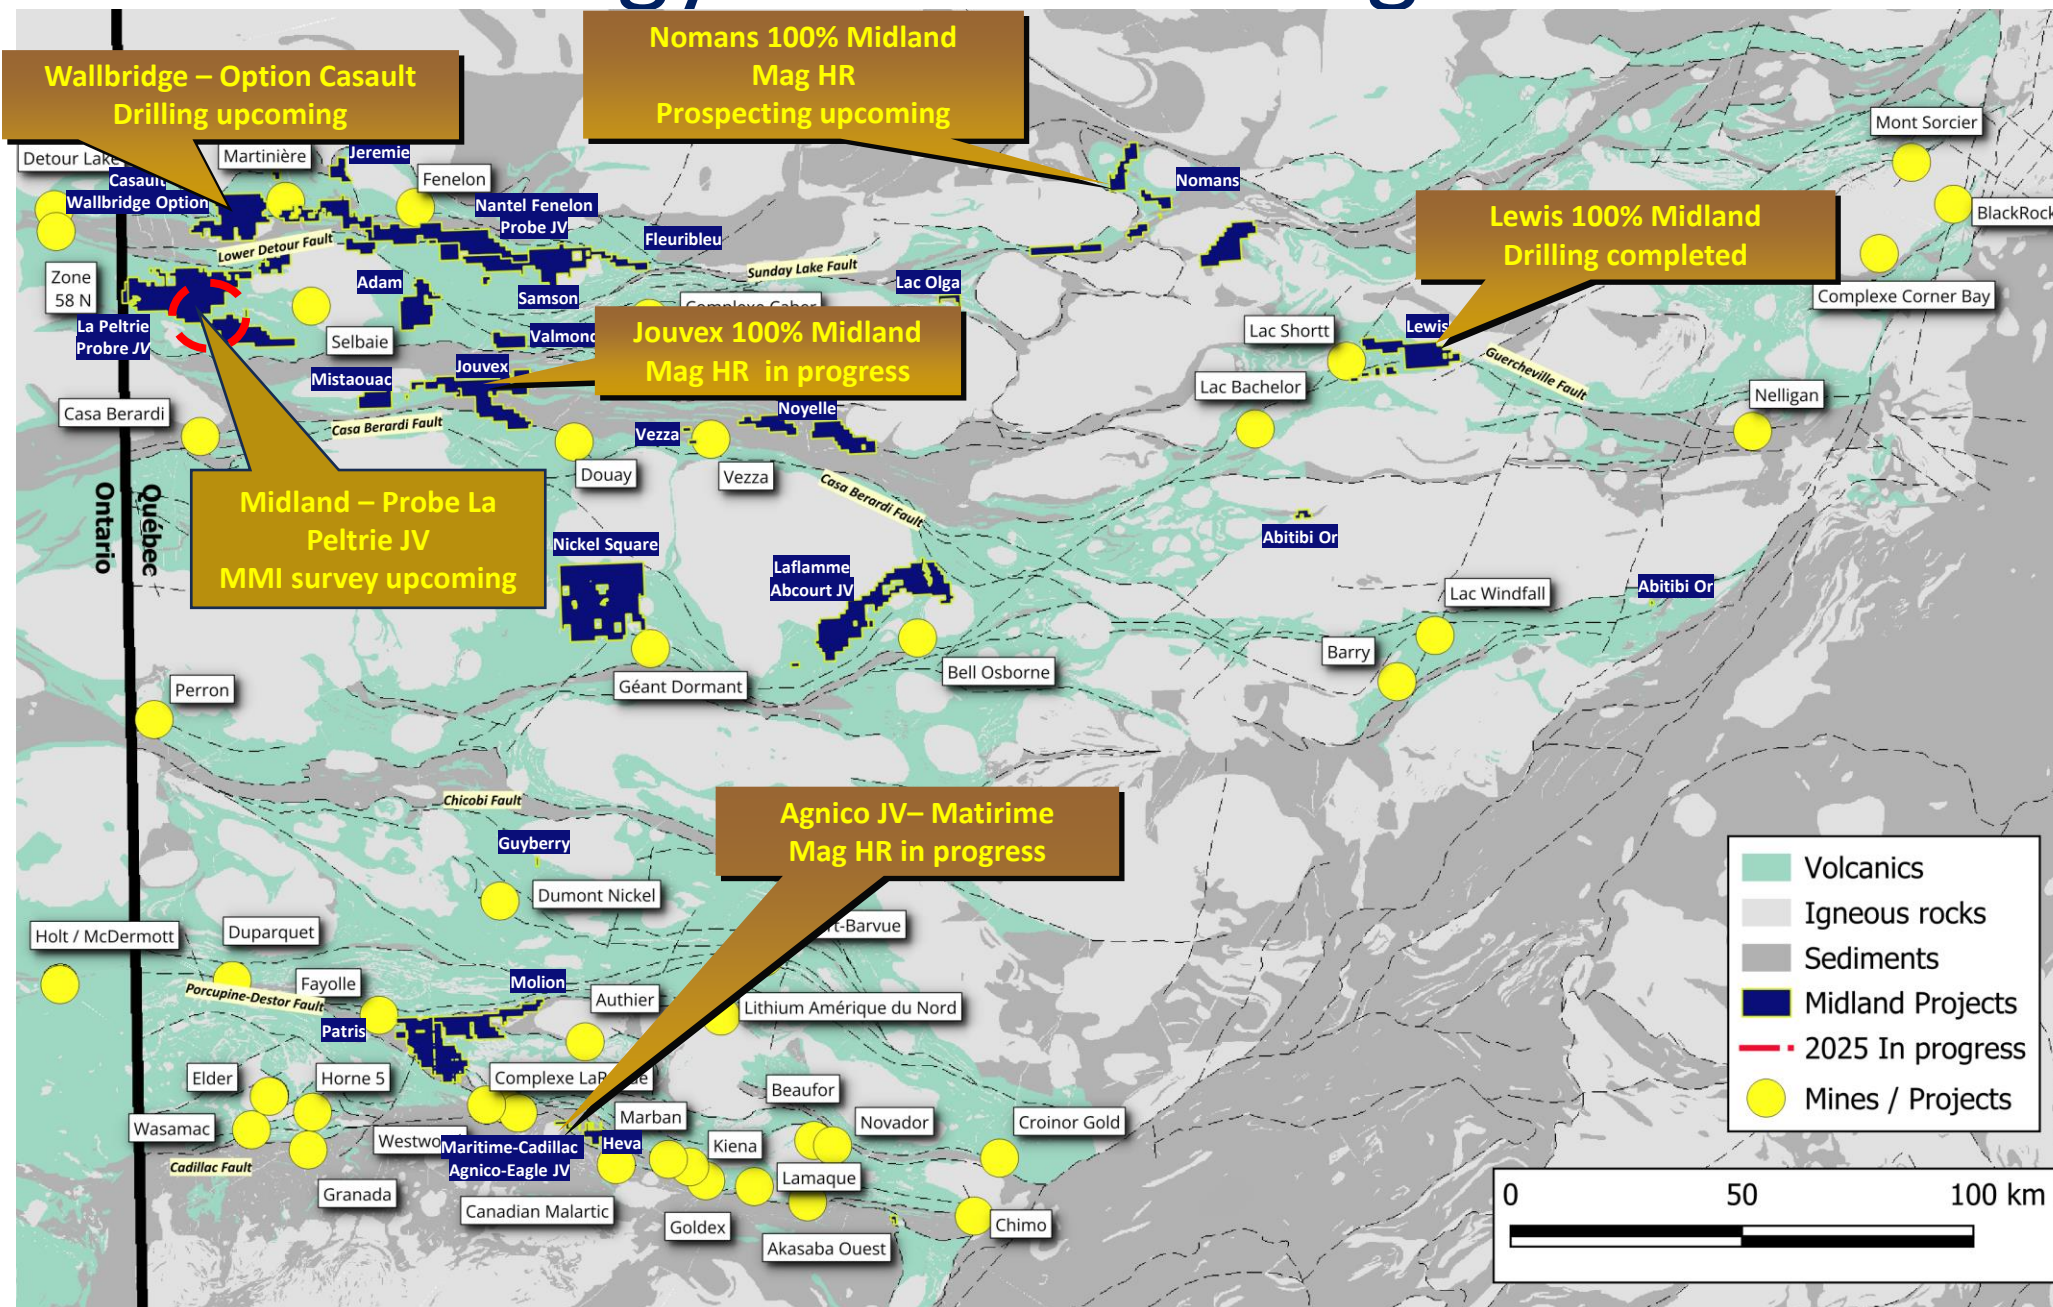 Wallbridge – Option Casault
Drilling upcoming
Nomans 100% Midland
Mag HR
Prospecting upcoming
Mont Sorcier
BlackRock
Complexe Corner Bay
Detour Lake
Martinière
Jeremie
Fenelon
Casault
Wallbridge Option
Nantel Fenelon
Probe JV
Fleuribleu
Nomans
Lewis 100% Midland
Drilling completed
Lower Detour Fault
Sunday Lake Fault
Zone
58 N
Adam
Samson
Lac Olga
La Peltrie
Probre JV
Selbaie
Valmond
Jouvex 100% Midland
Mag HR in progress
Lac Shortt
Lewis
Guercheville Fault
Mistaouac
Jouvex
Lac Bachelor
Nelligan
Casa Berardi
Casa Berardi Fault
Noyelle
Vezza
Douay
Vezza
Casa Berardi Fault
Ontario
Québec
Midland – Probe La
Peltrie JV
MMI survey upcoming
Nickel Square
Laflamme
Abcourt JV
Abitibi Or
Abitibi Or
Lac Windfall
Barry
Bell Osborne
Géant Dormant
Perron
Chicobi Fault
Agnico JV– Matirime
Mag HR in progress
Guyberry
Dumont Nickel
rt-Barvue
Holt / McDermott
Duparquet
Fayolle
Porcupine-Destor Fault
Molion
Authier
Lithium Amérique du Nord
Patris
Elder
Horne 5
Complexe LaR
Beaufor
Marban
Novador
Croinor Gold
Wasamac
Westwo
Maritime-Cadillac
Agnico-Eagle JV
Heva
Kiena
Cadillac Fault
Lamaque
Granada
Canadian Malartic
Goldex
Akasaba Ouest
Chimo
Volcanics
Igneous rocks
Sediments
Midland Projects
2025 In progress
Mines / Projects
0 50 100 km